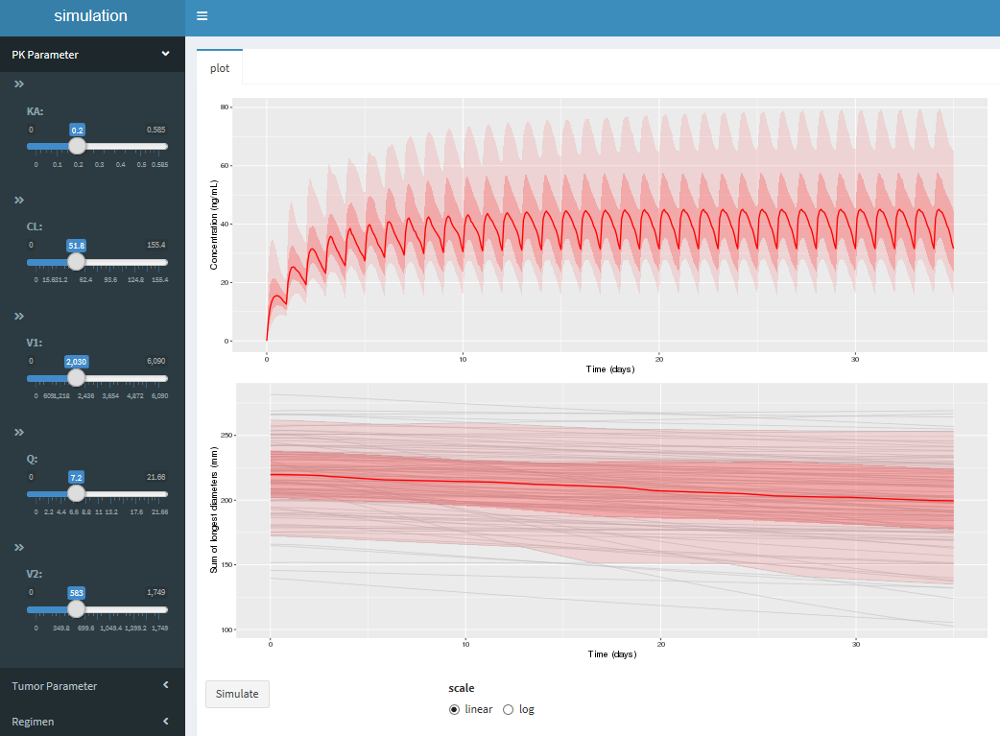 simulation
PK Parameter
KA:
0 0.2 0.585
0 0.1 0.2 0.3 0.4 0.5 0.585
CL:
0 51.8 155.4
0 15.631.2 62.4 93.6 124.8 155.4
V1:
0 2,030 6,090
0 6091,218 2,436 3,654 4,872 6,090
Q:
0 7.2 21.66
0 2.2 4.4 6.6 8.8 11 13.2 17.6 21.66
V2:
0 583 1,749
0 349.8 699.6 1,049.4 1,399.2 1,749
Tumor Parameter
Regimen
plot
Concentration (ng/mL)
80
60
40
20
0
0 10 20 30
Time (days)
Sum of longest diameters (mm)
250
200
150
100
0 10 20 30
Time (days)
Simulate
scale
linear log